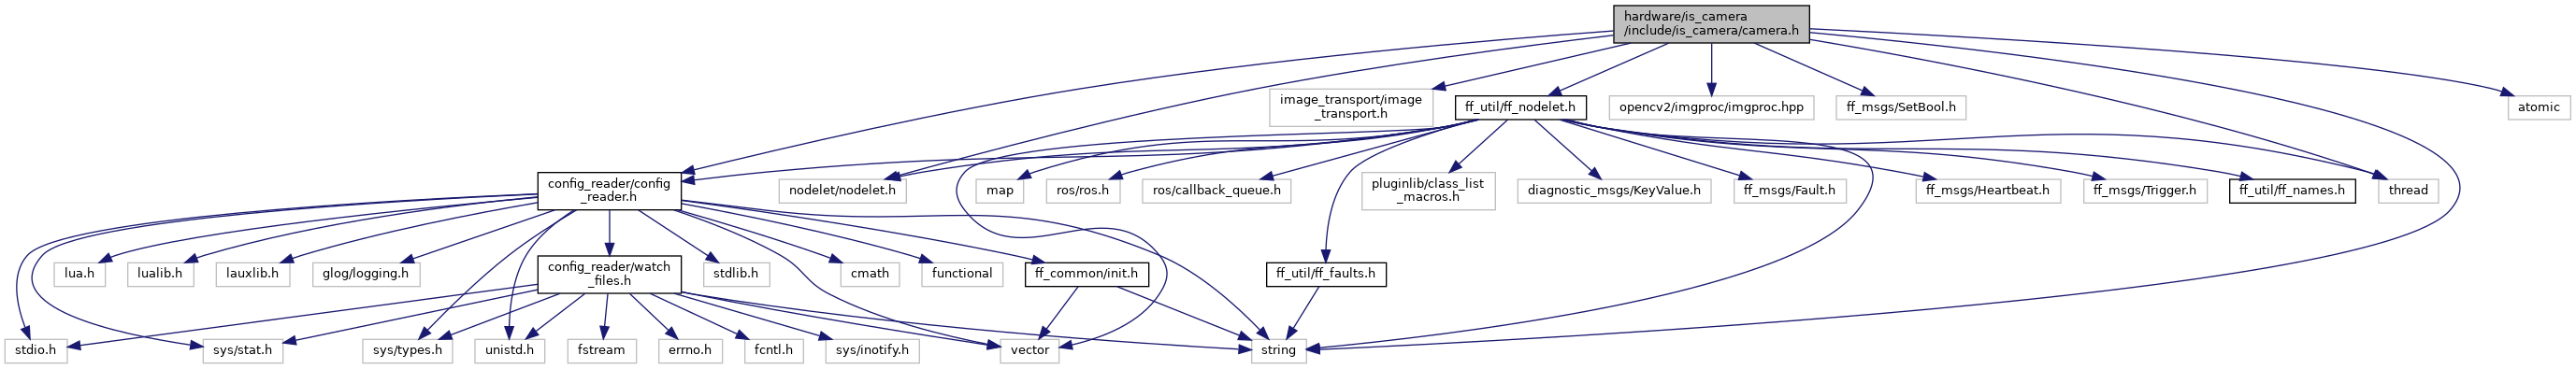 hardware/is_camera
/include/is_camera/camera.h
image_transport/image
_transport.h
ff_util/ff_nodelet.h
opencv2/imgproc/imgproc.hpp
ff_msgs/SetBool.h
atomic
config_reader/config
_reader.h
nodelet/nodelet.h
map
ros/ros.h
ros/callback_queue.h
pluginlib/class_list
_macros.h
diagnostic_msgs/KeyValue.h
ff_msgs/Fault.h
ff_msgs/Heartbeat.h
ff_msgs/Trigger.h
ff_util/ff_names.h
thread
lua.h
lualib.h
lauxlib.h
glog/logging.h
config_reader/watch
_files.h
stdlib.h
cmath
functional
ff_common/init.h
ff_util/ff_faults.h
stdio.h
sys/stat.h
sys/types.h
unistd.h
fstream
errno.h
fcntl.h
sys/inotify.h
vector
string